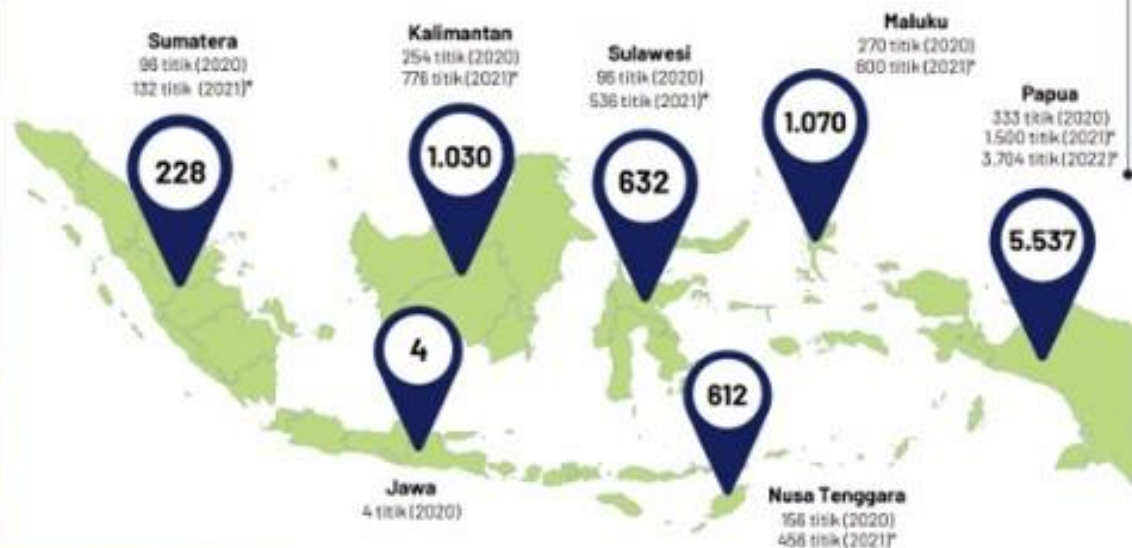 Sumatera
96 titik (2020)
132 titik (2021)*
228
Kalimantan
254 titik (2020)
776 titik (2021)*
1.030
Sulawesi
96 titik (2020)
536 titik (2021)*
632
Maluku
270 titik (2020)
800 titik (2021)*
1.070
Papua
333 titik (2020)
1.500 titik (2021)*
3.704 titik (2022)*
5.537
4
Jawa
4 titik (2020)
612
Nusa Tenggara
156 titik (2020)
456 titik (2021)*